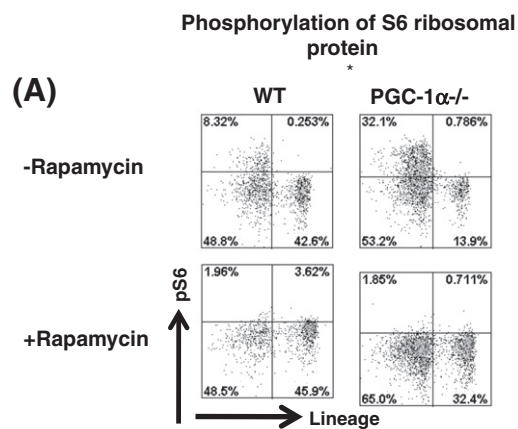 Phosphorylation of S6 ribosomal
protein
*
(A)
WT
PGC-1α-/-
-Rapamycin
8.32%
0.253%
48.8%
42.6%
32.1%
0.786%
53.2%
13.9%
+Rapamycin
1.96%
3.62%
48.5%
45.9%
1.85%
0.711%
65.0%
32.4%
pS6
Lineage